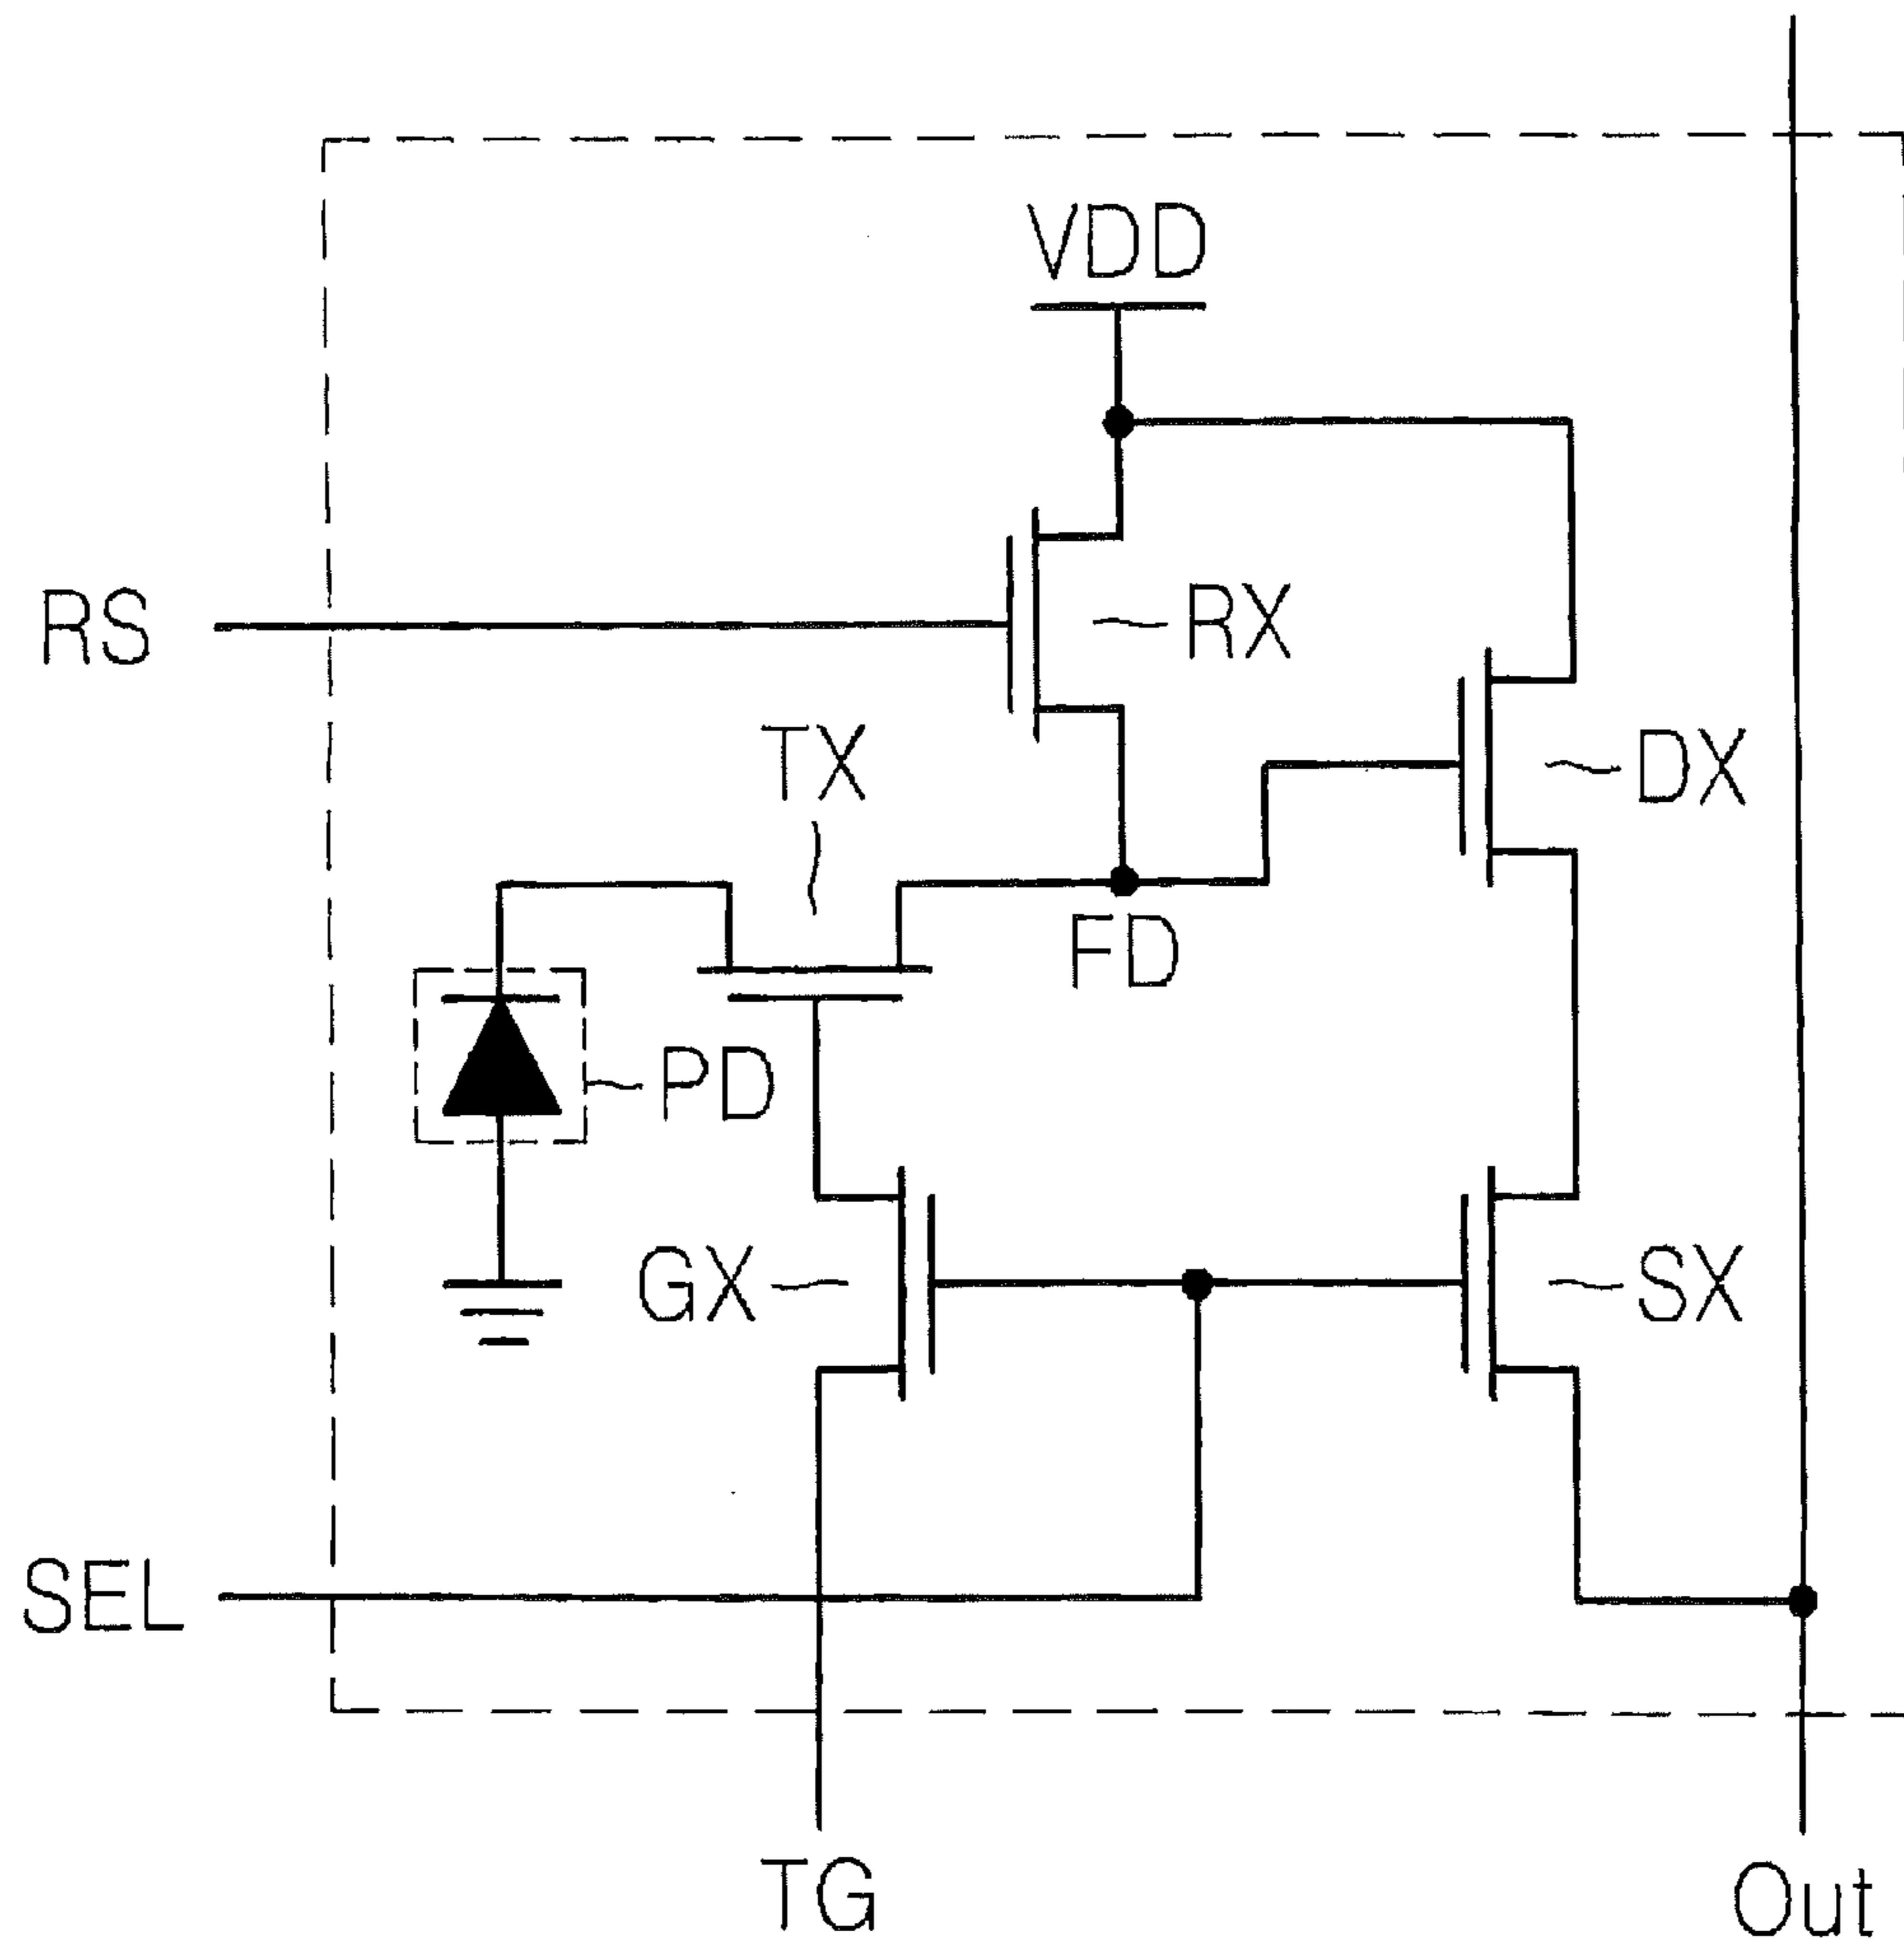 VDD
RS
RX
TX
DX
FD
PD
GX
SX
SEL
TG
Out